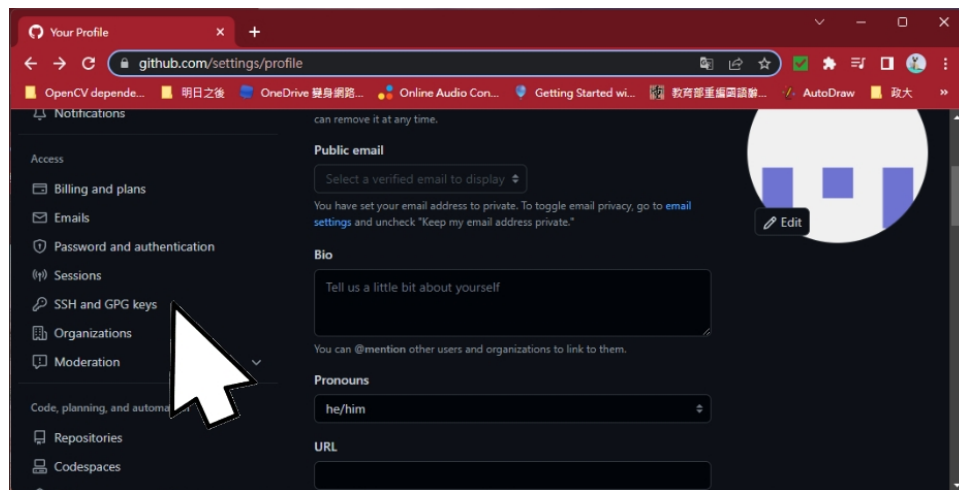 Your Profile
github.com/settings/profile
OpenCV depende...
明日之後
OneDrive 變身網路...
Online Audio Con...
Getting Started wi...
教育部重編國語辭...
AutoDraw
政大
»
Notifications
Access
Billing and plans
Emails
Password and authentication
Sessions
SSH and GPG keys
Organizations
Moderation
Code, planning, and automa
Repositories
Codespaces
can remove it at any time.
Public email
Select a verified email to display
You have set your email address to private. To toggle email privacy, go to email
settings and uncheck "Keep my email address private."
Edit
Bio
Tell us a little bit about yourself
You can @mention other users and organizations to link to them.
Pronouns
he/him
URL